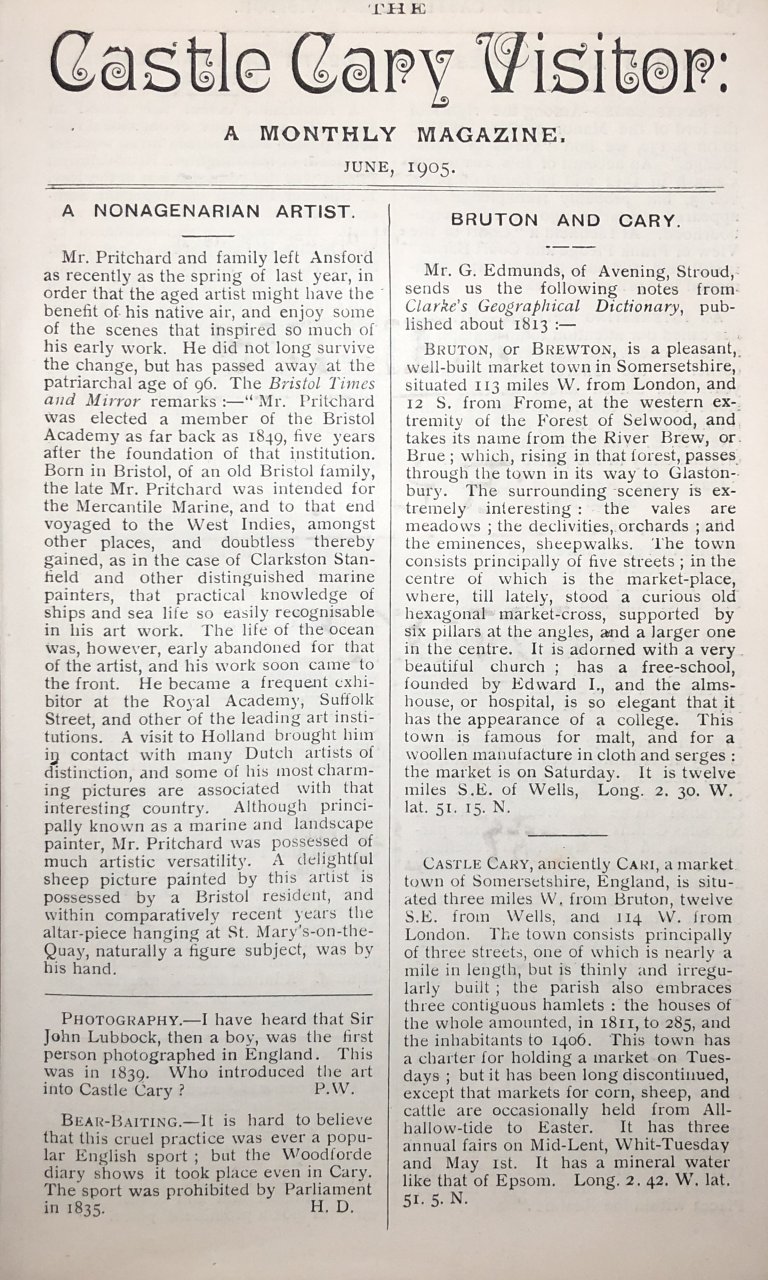 THE
Castle Cary Visitor:
A MONTHLY MAGAZINE.
JUNE, 1905.
A NONAGENARIAN ARTIST.
Mr. Pritchard and family left Ansford
as recently as the spring of last year, in
order that the aged artist might have the
benefit of his native air, and enjoy some
of the scenes that inspired so much of
his early work. He did not long survive
the change, but has passed away at the
patriarchal age of 96. The Bristol Times
and Mirror remarks :—“ Mr. Pritchard
was elected a member of the Bristol
Academy as far back as 1849, five years
after the foundation of that institution.
Born in Bristol, of an old Bristol family,
the late Mr. Pritchard was intended for
the Mercantile Marine, and to that end
voyaged to the West Indies, amongst
other places, and doubtless thereby
gained, as in the case of Clarkston Stan-
field and other distinguished marine
painters, that practical knowledge of
ships and sea life so easily recognisable
in his art work. The life of the ocean
was, however, early abandoned for that
of the artist, and his work soon came to
the front. He became a frequent exhi-
bitor at the Royal Academy, Suffolk
Street, and other of the leading art insti-
tutions. A visit to Holland brought him
in contact with many Dutch artists of
distinction, and some of his most charm-
ing pictures are associated with that
interesting country. Although princi-
pally known as a marine and landscape
painter, Mr. Pritchard was possessed of
much artistic versatility. A delightful
sheep picture painted by this artist is
possessed by a Bristol resident, and
within comparatively recent years the
altar-piece hanging at St. Mary's-on-the-
Quay, naturally a figure subject, was by
his hand.
PHOTOGRAPHY.—I have heard that Sir
John Lubbock, then a boy, was the first
person photographed in England. This
was in 1839. Who introduced the art
into Castle Cary ? P.W.
BEAR-BAITING.—It is hard to believe
that this cruel practice was ever a popu-
lar English sport ; but the Woodforde
diary shows it took place even in Cary.
The sport was prohibited by Parliament
in 1835. H. D.
BRUTON AND CARY.
Mr. G. Edmunds, of Avening, Stroud,
sends us the following notes from
Clarke's Geographical Dictionary, pub-
lished about 1813 :—
BRUTON, or BREWTON, is a pleasant,
well-built market town in Somersetshire,
situated 113 miles W. from London, and
12 S. from Frome, at the western ex-
tremity of the Forest of Selwood, and
takes its name from the River Brew, or
Brue ; which, rising in that forest, passes
through the town in its way to Glaston-
bury. The surrounding scenery is ex-
tremely interesting : the vales are
meadows ; the declivities, orchards ; and
the eminences, sheepwalks. The town
consists principally of five streets ; in the
centre of which is the market-place,
where, till lately, stood a curious old
hexagonal market-cross, supported by
six pillars at the angles, and a larger one
in the centre. It is adorned with a very
beautiful church ; has a free-school,
founded by Edward I., and the alms-
house, or hospital, is so elegant that it
has the appearance of a college. This
town is famous for malt, and for a
woollen manufacture in cloth and serges :
the market is on Saturday. It is twelve
miles S.E. of Wells, Long. 2. 30. W.
lat. 51. 15. N.
CASTLE CARY, anciently CARI, a market
town of Somersetshire, England, is situ-
ated three miles W. from Bruton, twelve
S.E. from Wells, and 114 W. from
London. The town consists principally
of three streets, one of which is nearly a
mile in length, but is thinly and irregu-
larly built ; the parish also embraces
three contiguous hamlets : the houses of
the whole amounted, in 1811, to 285, and
the inhabitants to 1406. This town has
a charter for holding a market on Tues-
days ; but it has been long discontinued,
except that markets for corn, sheep, and
cattle are occasionally held from All-
hallow-tide to Easter. It has three
annual fairs on Mid-Lent, Whit-Tuesday
and May 1st. It has a mineral water
like that of Epsom. Long. 2. 42. W. lat.
51. 5. N.